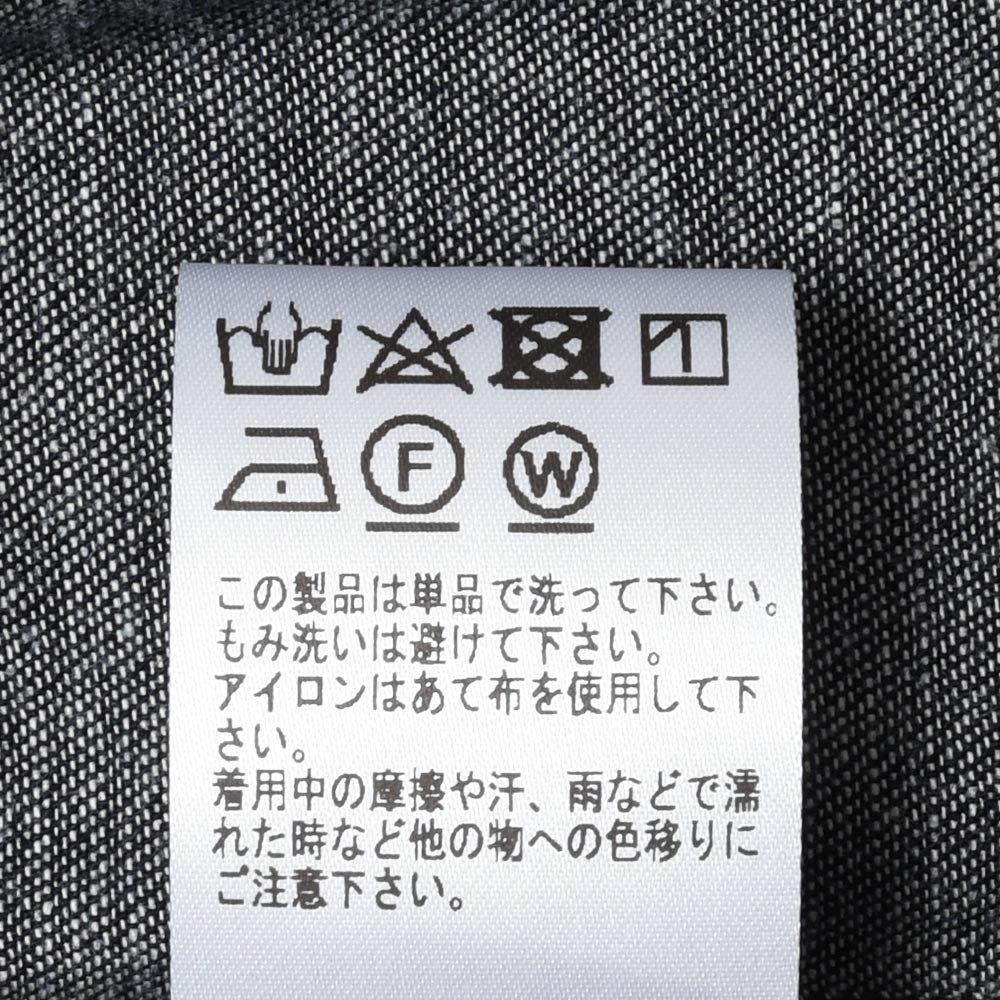 F W
この製品は単品で洗って下さい。
もみ洗いは避けて下さい。
アイロンはあて布を使用して下
さい。
着用中の摩擦や汗、雨などで濡
れた時など他の物への色移りに
ご注意下さい。